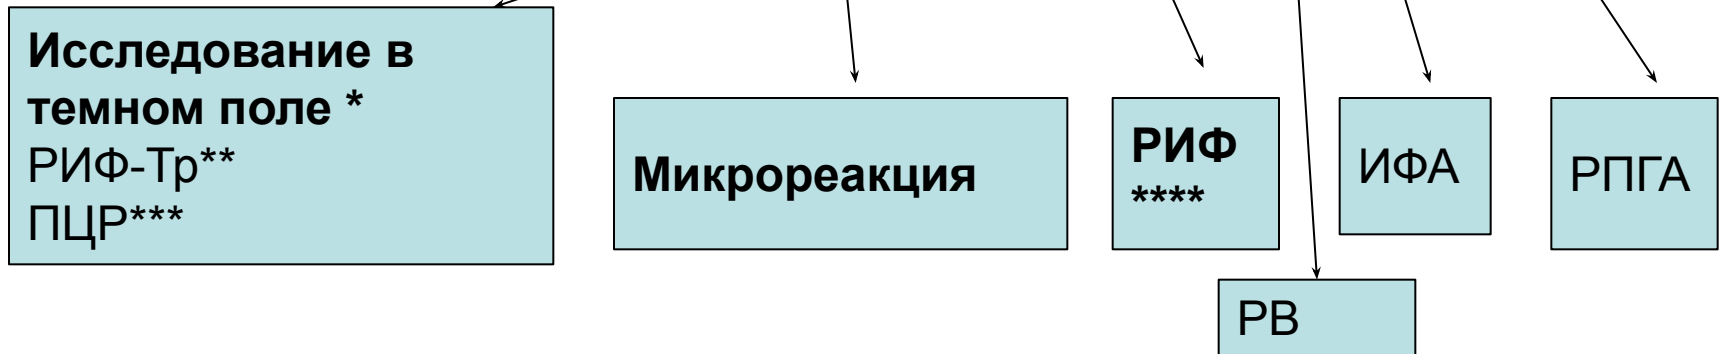 Исследование в
темном поле *
РИФ-Тр**
ПЦР***
Микрореакция
РИФ
****
ИФА
РПГА
РВ